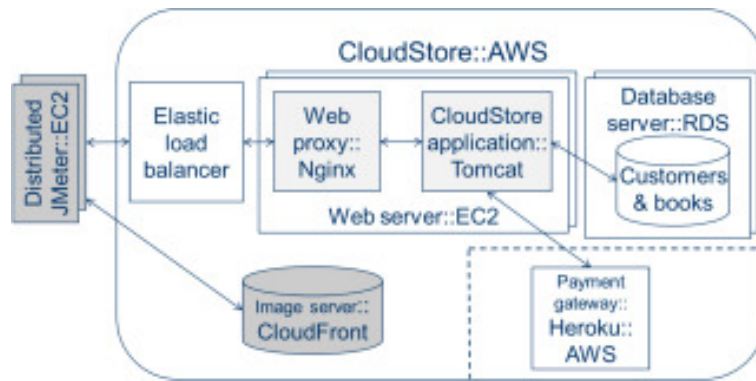 CloudStore::AWS
Distributed
JMeter::EC2
Elastic
load
balancer
Web
proxy::
Nginx
CloudStore
application::
Tomcat
Web server::EC2
Database
server::RDS
Customers
& books
Image server::
CloudFront
Payment
gateway::
Heroku::
AWS